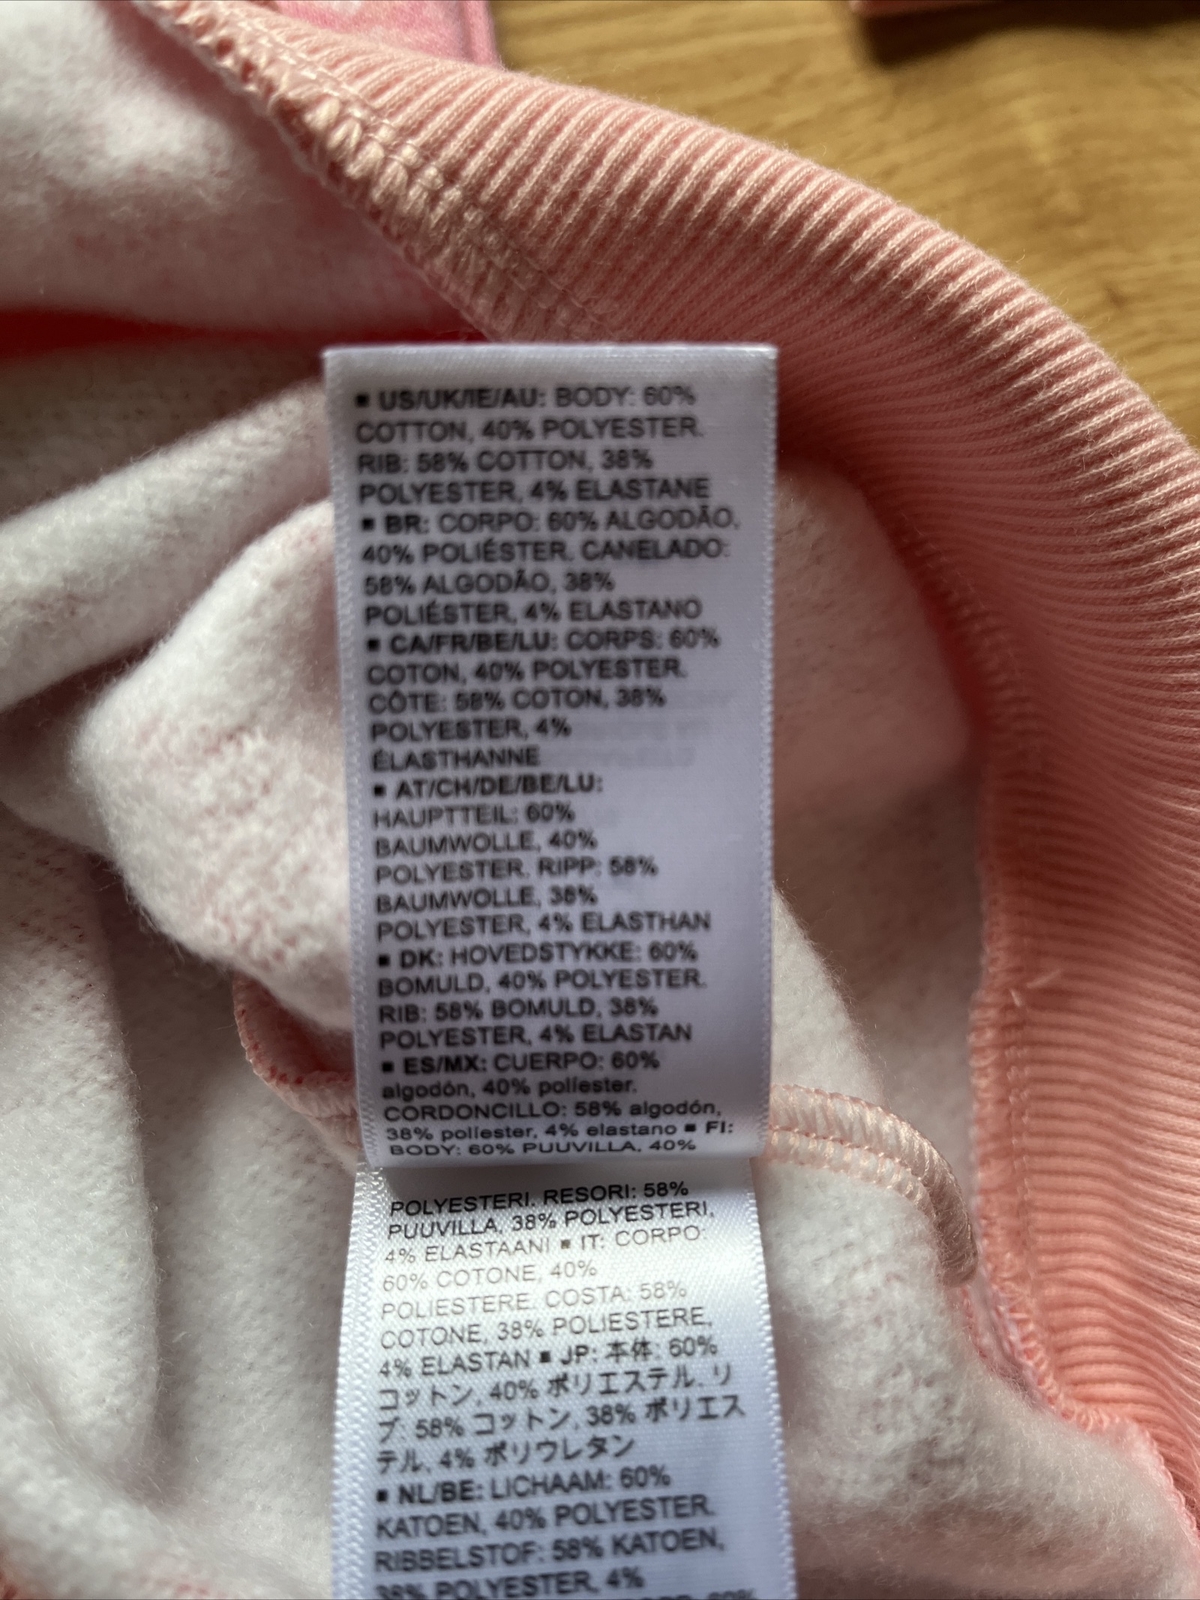 ▪ US/UK/IE/AU: BODY: 60%
COTTON, 40% POLYESTER.
RIB: 58% COTTON, 38%
POLYESTER, 4% ELASTANE
▪ BR: CORPO: 60% ALGODÃO,
40% POLIÉSTER. CANELADO:
58% ALGODÃO, 38%
POLIÉSTER, 4% ELASTANO
▪ CA/FR/BE/LU: CORPS: 60%
COTON, 40% POLYESTER.
CÔTE: 58% COTON, 38%
POLYESTER, 4%
ÉLASTHANNE
▪ AT/CH/DE/BE/LU:
HAUPTTEIL: 60%
BAUMWOLLE, 40%
POLYESTER. RIPP: 58%
BAUMWOLLE, 38%
POLYESTER, 4% ELASTHAN
▪ DK: HOVEDSTYKKE: 60%
BOMULD, 40% POLYESTER.
RIB: 58% BOMULD, 38%
POLYESTER, 4% ELASTAN
▪ ES/MX: CUERPO: 60%
algodón, 40% poliester.
CORDONCILLO: 58% algodón,
38% poliester, 4% elastano ▪ FI:
BODY: 60% PUUVILLA, 40%
POLYESTERI. RESORI: 58%
PUUVILLA, 38% POLYESTERI,
4% ELASTAANI ▪ IT: CORPO:
60% COTONE, 40%
POLIESTERE. COSTA: 58%
COTONE, 38% POLIESTERE,
4% ELASTAN ▪ JP: 本体: 60%
コットン, 40% ポリエステル. リ
ブ: 58% コットン, 38% ポリエス
テル, 4% ポリウレタン
▪ NL/BE: LICHAAM: 60%
KATOEN, 40% POLYESTER.
RIBBELSTOF: 58% KATOEN,
38% POLYESTER, 4%